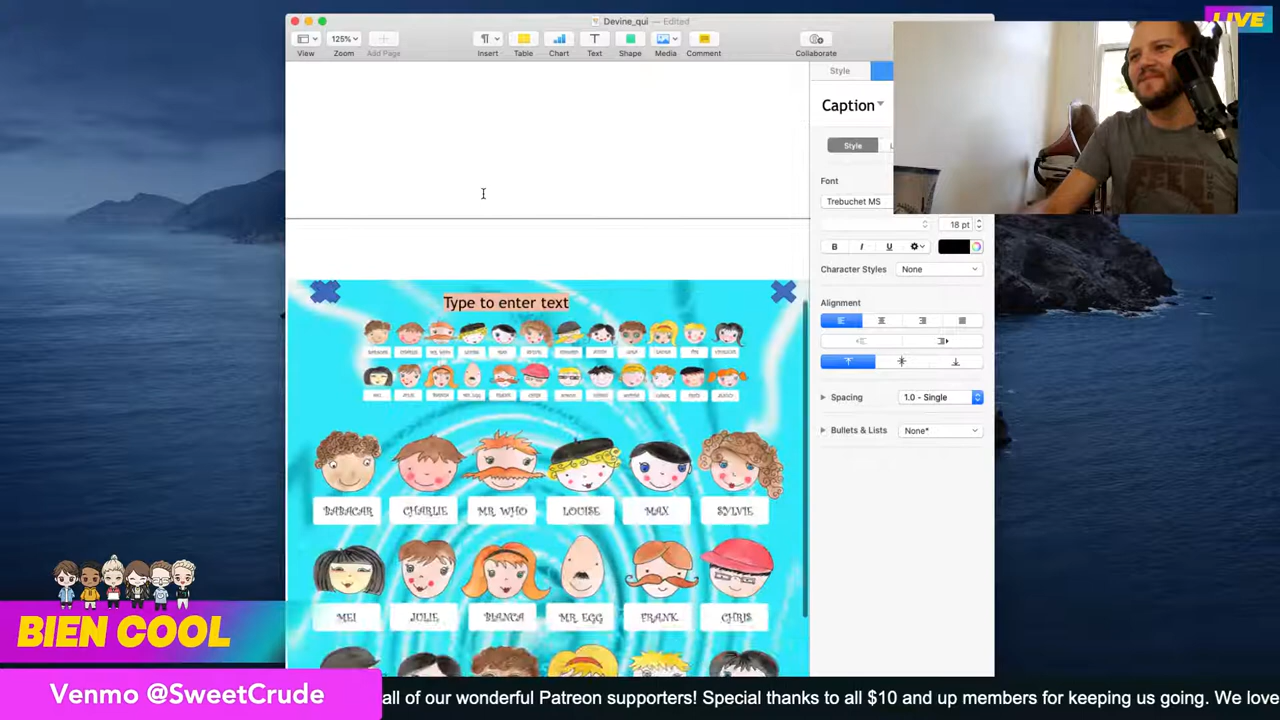 Devine_qui — Edited
LIVE
125%
View
Zoom
Add Page
Insert
Table
Chart
Text
Shape
Media
Comment
Collaborate
Style
Caption
Style
Font
Trebuchet MS
18 pt
B I U
Character Styles
None
Alignment
Spacing
1.0 - Single
Bullets & Lists
None*
Type to enter text
BABACAR CHARLIE MR. WHO LOUISE MAX SYLVIE
MEI JULIE BIANCA MR. EGG FRANK CHRIS
BIEN COOL
Venmo @SweetCrude
all of our wonderful Patreon supporters! Special thanks to all $10 and up members for keeping us going. We love